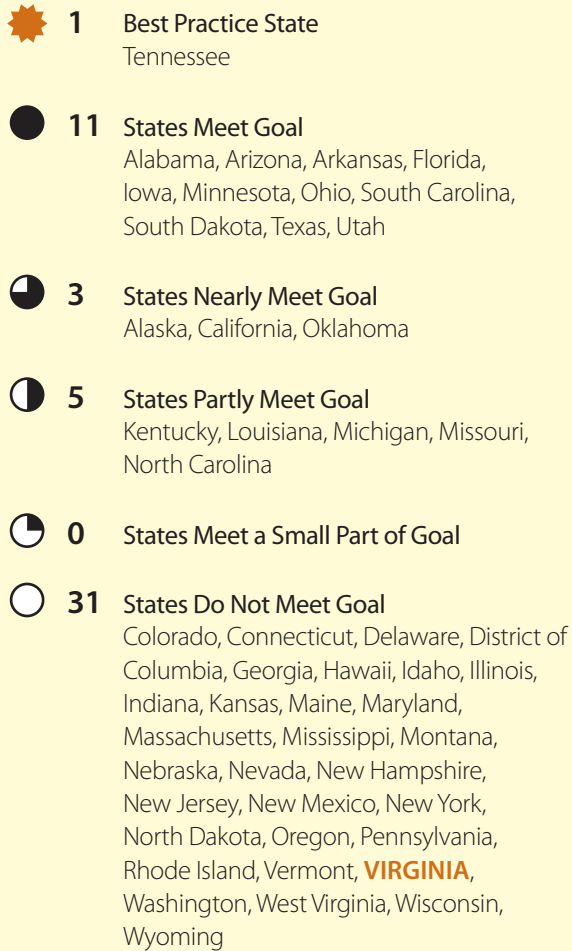 1 Best Practice State
Tennessee
11 States Meet Goal
Alabama, Arizona, Arkansas, Florida,
Iowa, Minnesota, Ohio, South Carolina,
South Dakota, Texas, Utah
3 States Nearly Meet Goal
Alaska, California, Oklahoma
5 States Partly Meet Goal
Kentucky, Louisiana, Michigan, Missouri,
North Carolina
0 States Meet a Small Part of Goal
31 States Do Not Meet Goal
Colorado, Connecticut, Delaware, District of
Columbia, Georgia, Hawaii, Idaho, Illinois,
Indiana, Kansas, Maine, Maryland,
Massachusetts, Mississippi, Montana,
Nebraska, Nevada, New Hampshire,
New Jersey, New Mexico, New York,
North Dakota, Oregon, Pennsylvania,
Rhode Island, Vermont, VIRGINIA,
Washington, West Virginia, Wisconsin,
Wyoming